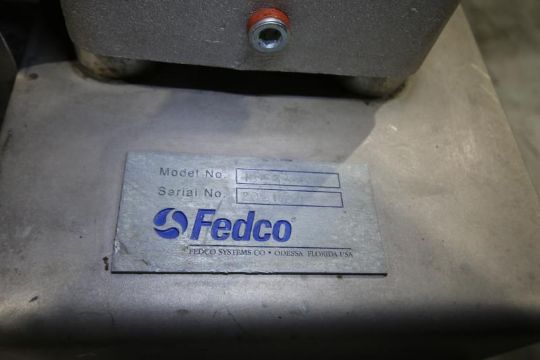 Model No.
Serial No.
Fedco®
FEDCO SYSTEMS CO • ODESSA FLORIDA USA